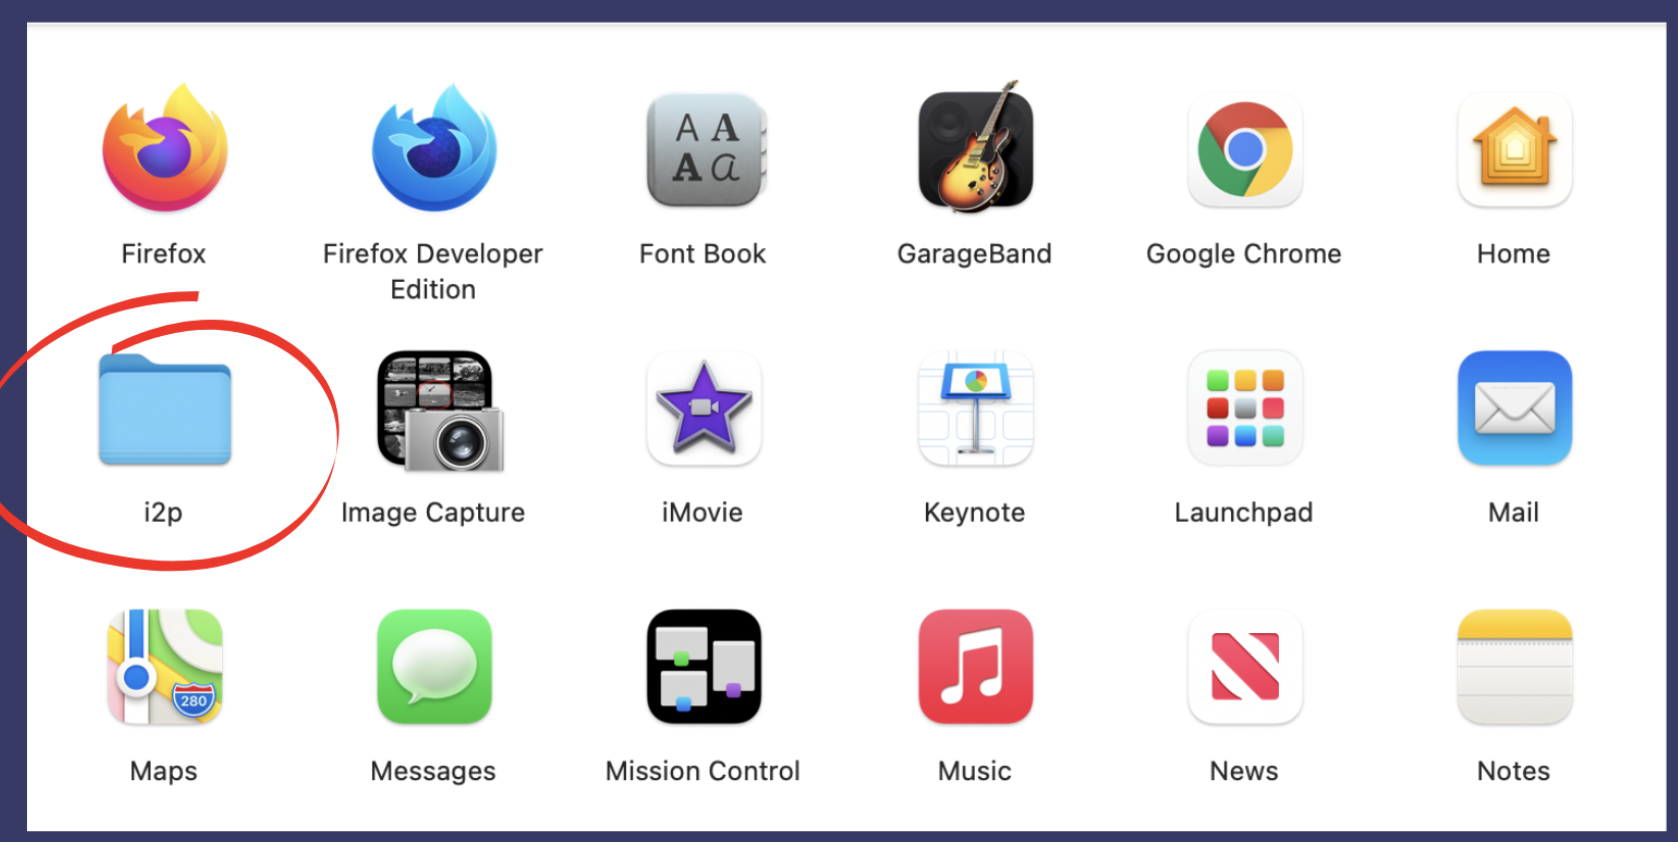 A A
A a
Firefox
Firefox Developer
Edition
Font Book
GarageBand
Google Chrome
Home
i2p
Image Capture
iMovie
Keynote
Launchpad
Mail
280
Maps
Messages
Mission Control
Music
News
Notes